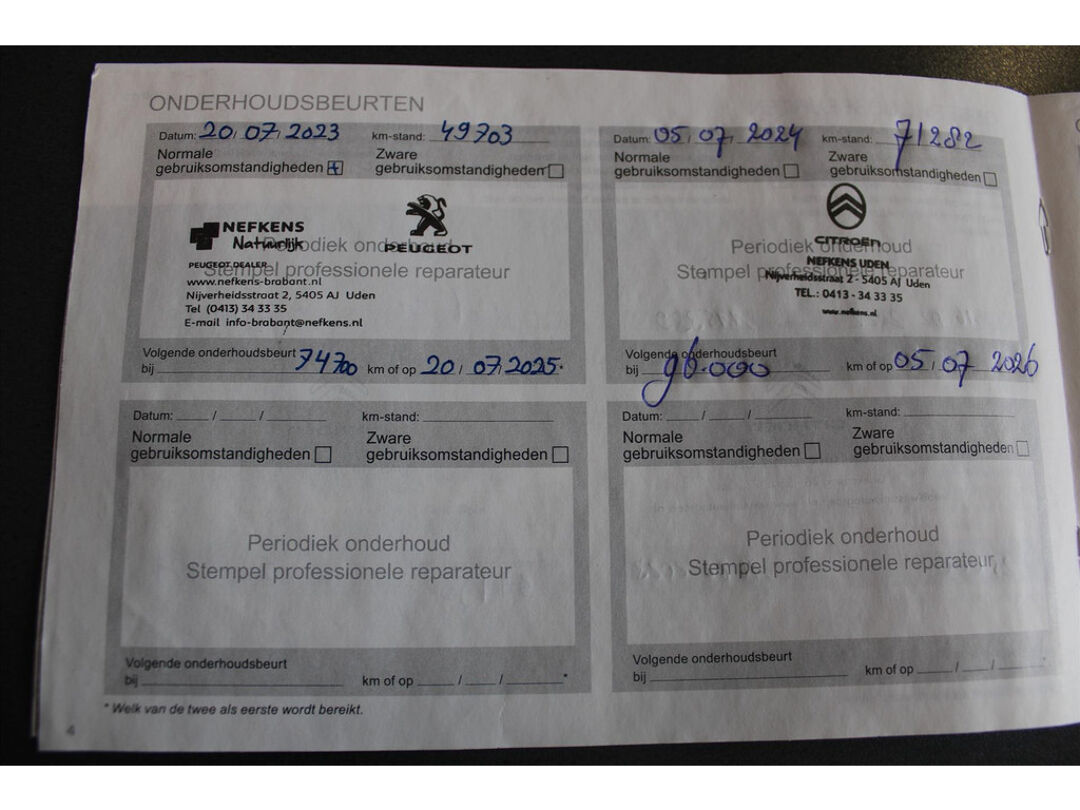 ONDERHOUDSBEURTEN
Datum: 20/07/2023 km-stand: 49703
Normale gebruiksomstandigheden Zware gebruiksomstandigheden
NEFKENS
Natuurlijk
PEUGEOT
Periodiek onderhoud
PEUGEOT DEALER
Stempel professionele reparateur
www.nefkens-brabant.nl
Nijverheidsstraat 2, 5405 AJ Uden
Tel (0413) 34 33 35
E-mail info-brabant@nefkens.nl
Volgende onderhoudsbeurt
bij 74700 km of op 20/07/2025*
Datum: 05/07/2024 km-stand: 71282
Normale gebruiksomstandigheden Zware gebruiksomstandigheden
CITROËN
Periodiek onderhoud
NEFKENS UDEN
Stempel professionele reparateur
Nijverheidsstraat 2 - 5405 AJ Uden
TEL.: 0413 - 34 33 35
www.nefkens.nl
Volgende onderhoudsbeurt
bij 96.000 km of op 05/07 2026
Datum: / / km-stand:
Normale gebruiksomstandigheden Zware gebruiksomstandigheden
Periodiek onderhoud
Stempel professionele reparateur
Volgende onderhoudsbeurt
bij km of op / / *
Datum: / / km-stand:
Normale gebruiksomstandigheden Zware gebruiksomstandigheden
Periodiek onderhoud
Stempel professionele reparateur
Volgende onderhoudsbeurt
bij km of op / / *
* Welk van de twee als eerste wordt bereikt.
4